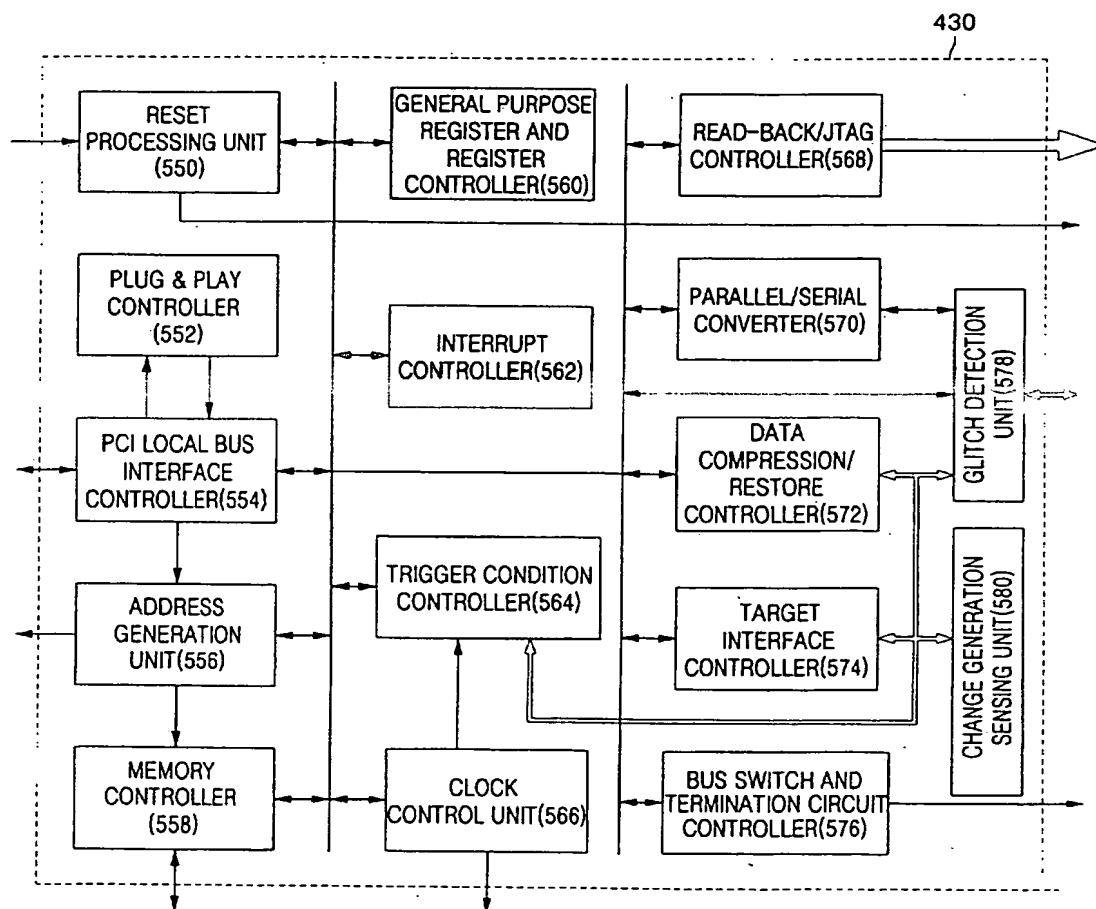 430
RESET
PROCESSING UNIT
(550)
GENERAL PURPOSE
REGISTER AND
REGISTER
CONTROLLER(560)
READ-BACK/JTAG
CONTROLLER(568)
PLUG & PLAY
CONTROLLER
(552)
INTERRUPT
CONTROLLER(562)
PARALLEL/SERIAL
CONVERTER(570)
GLITCH DETECTION
UNIT(578)
PCI LOCAL BUS
INTERFACE
CONTROLLER(554)
DATA
COMPRESSION/
RESTORE
CONTROLLER(572)
ADDRESS
GENERATION
UNIT(556)
TRIGGER CONDITION
CONTROLLER(564)
TARGET
INTERFACE
CONTROLLER(574)
CHANGE GENERATION
SENSING UNIT(580)
MEMORY
CONTROLLER
(558)
CLOCK
CONTROL UNIT(566)
BUS SWITCH AND
TERMINATION CIRCUIT
CONTROLLER(576)